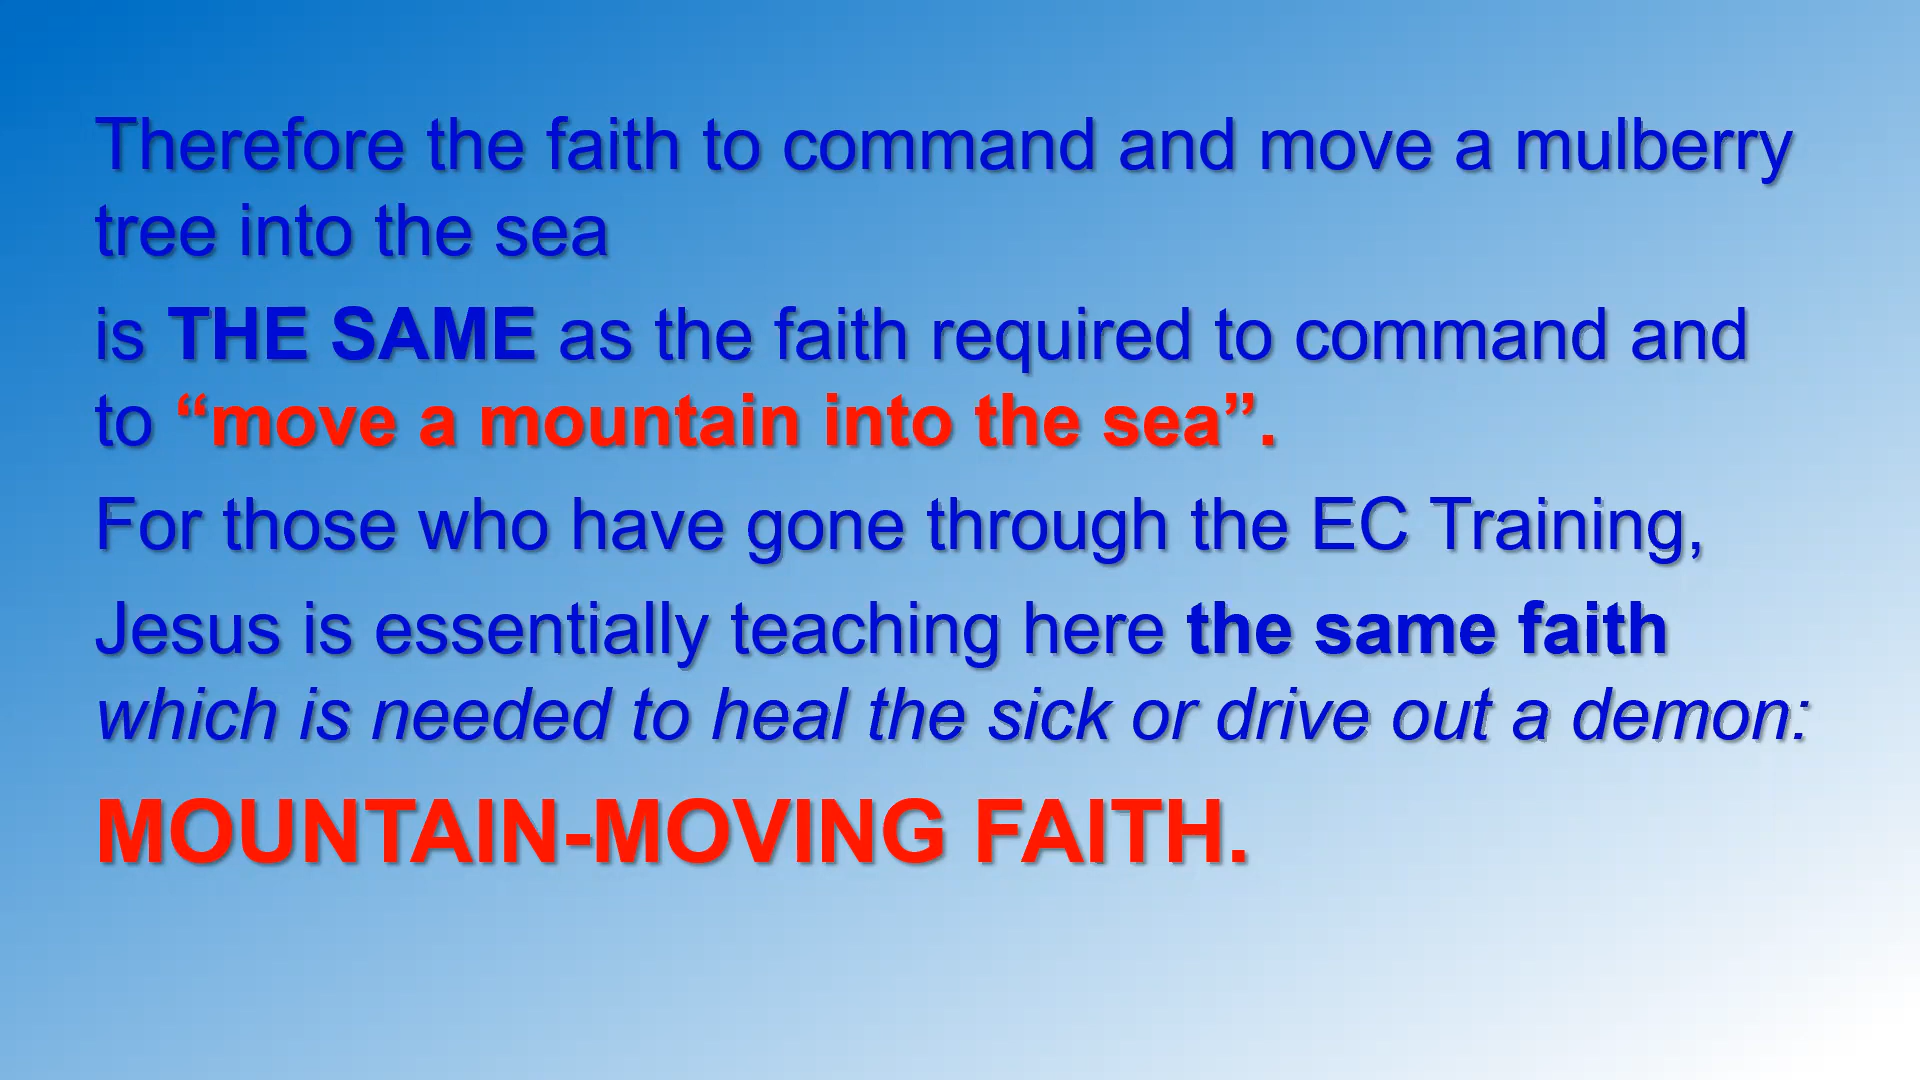 Therefore the faith to command and move a mulberry
tree into the sea
is THE SAME as the faith required to command and
to “move a mountain into the sea”.
For those who have gone through the EC Training,
Jesus is essentially teaching here the same faith
which is needed to heal the sick or drive out a demon:
MOUNTAIN-MOVING FAITH.